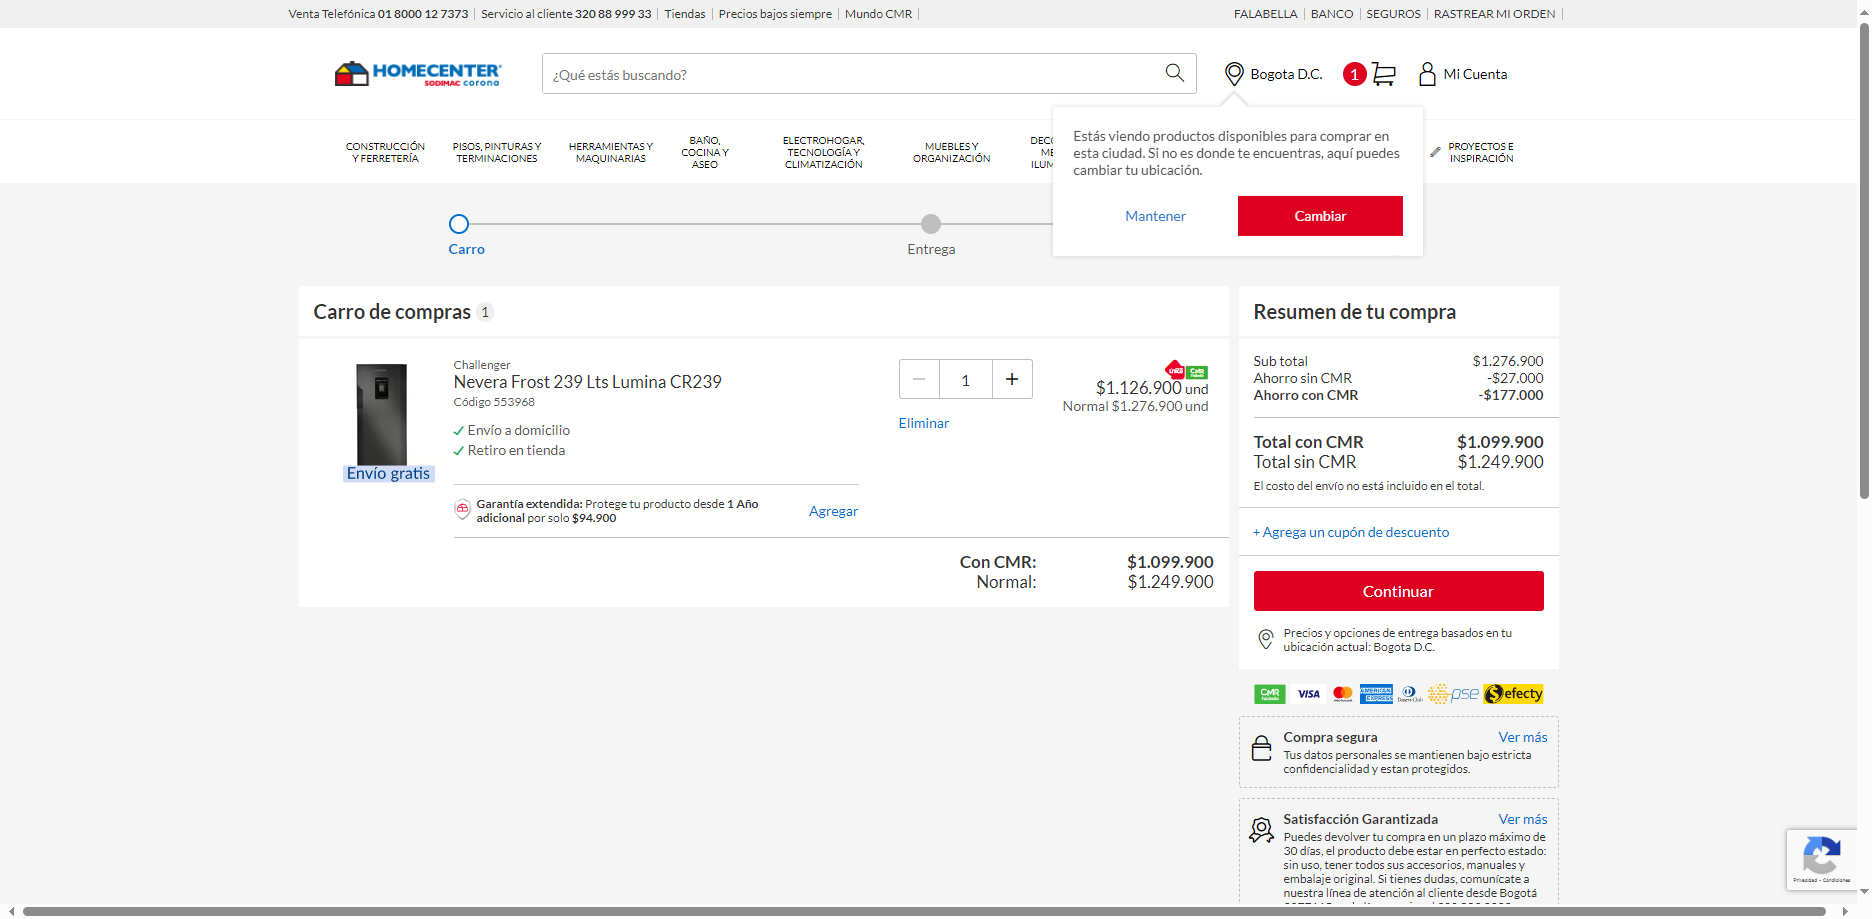 Venta Telefónica 01 8000 12 7373 Servicio al cliente 320 88 999 33 Tiendas Precios bajos siempre Mundo CMR FALABELLA BANCO SEGUROS RASTREAR MI ORDEN
HOMECENTER
SODIMAC corona
¿Qué estás buscando?
Bogota D.C.
1
Mi Cuenta
Estás viendo productos disponibles para comprar en
esta ciudad. Si no es donde te encuentras, aquí puedes
cambiar tu ubicación.
Mantener
Cambiar
CONSTRUCCIÓN
Y FERRETERÍA
PISOS, PINTURAS Y
TERMINACIONES
HERRAMIENTAS Y
MAQUINARIAS
BAÑO,
COCINA Y
ASEO
ELECTROHOGAR,
TECNOLOGÍA Y
CLIMATIZACIÓN
MUEBLES Y
ORGANIZACIÓN
PROYECTOS E
INSPIRACIÓN
Carro
Entrega
Carro de compras 1
Challenger
Nevera Frost 239 Lts Lumina CR239
Código 553968
Envío a domicilio
Retiro en tienda
Envío gratis
1
Eliminar
CMR
$1.126.900 und
Normal $1.276.900 und
Garantía extendida: Protege tu producto desde 1 Año
adicional por solo $94.900
Agregar
Con CMR: $1.099.900
Normal: $1.249.900
Resumen de tu compra
Sub total $1.276.900
Ahorro sin CMR -$27.000
Ahorro con CMR -$177.000
Total con CMR $1.099.900
Total sin CMR $1.249.900
El costo del envío no está incluido en el total.
+ Agrega un cupón de descuento
Continuar
Precios y opciones de entrega basados en tu
ubicación actual: Bogota D.C.
CMR VISA AMERICAN EXPRESS Diners Club pse Sefecty
Compra segura Ver más
Tus datos personales se mantienen bajo estricta
confidencialidad y estan protegidos.
Satisfacción Garantizada Ver más
Puedes devolver tu compra en un plazo máximo de
30 días, el producto debe estar en perfecto estado:
sin uso, tener todos sus accesorios, manuales y
embalaje original. Si tienes dudas, comunícate a
nuestra línea de atención al cliente desde Bogotá
Privacidad - Condiciones